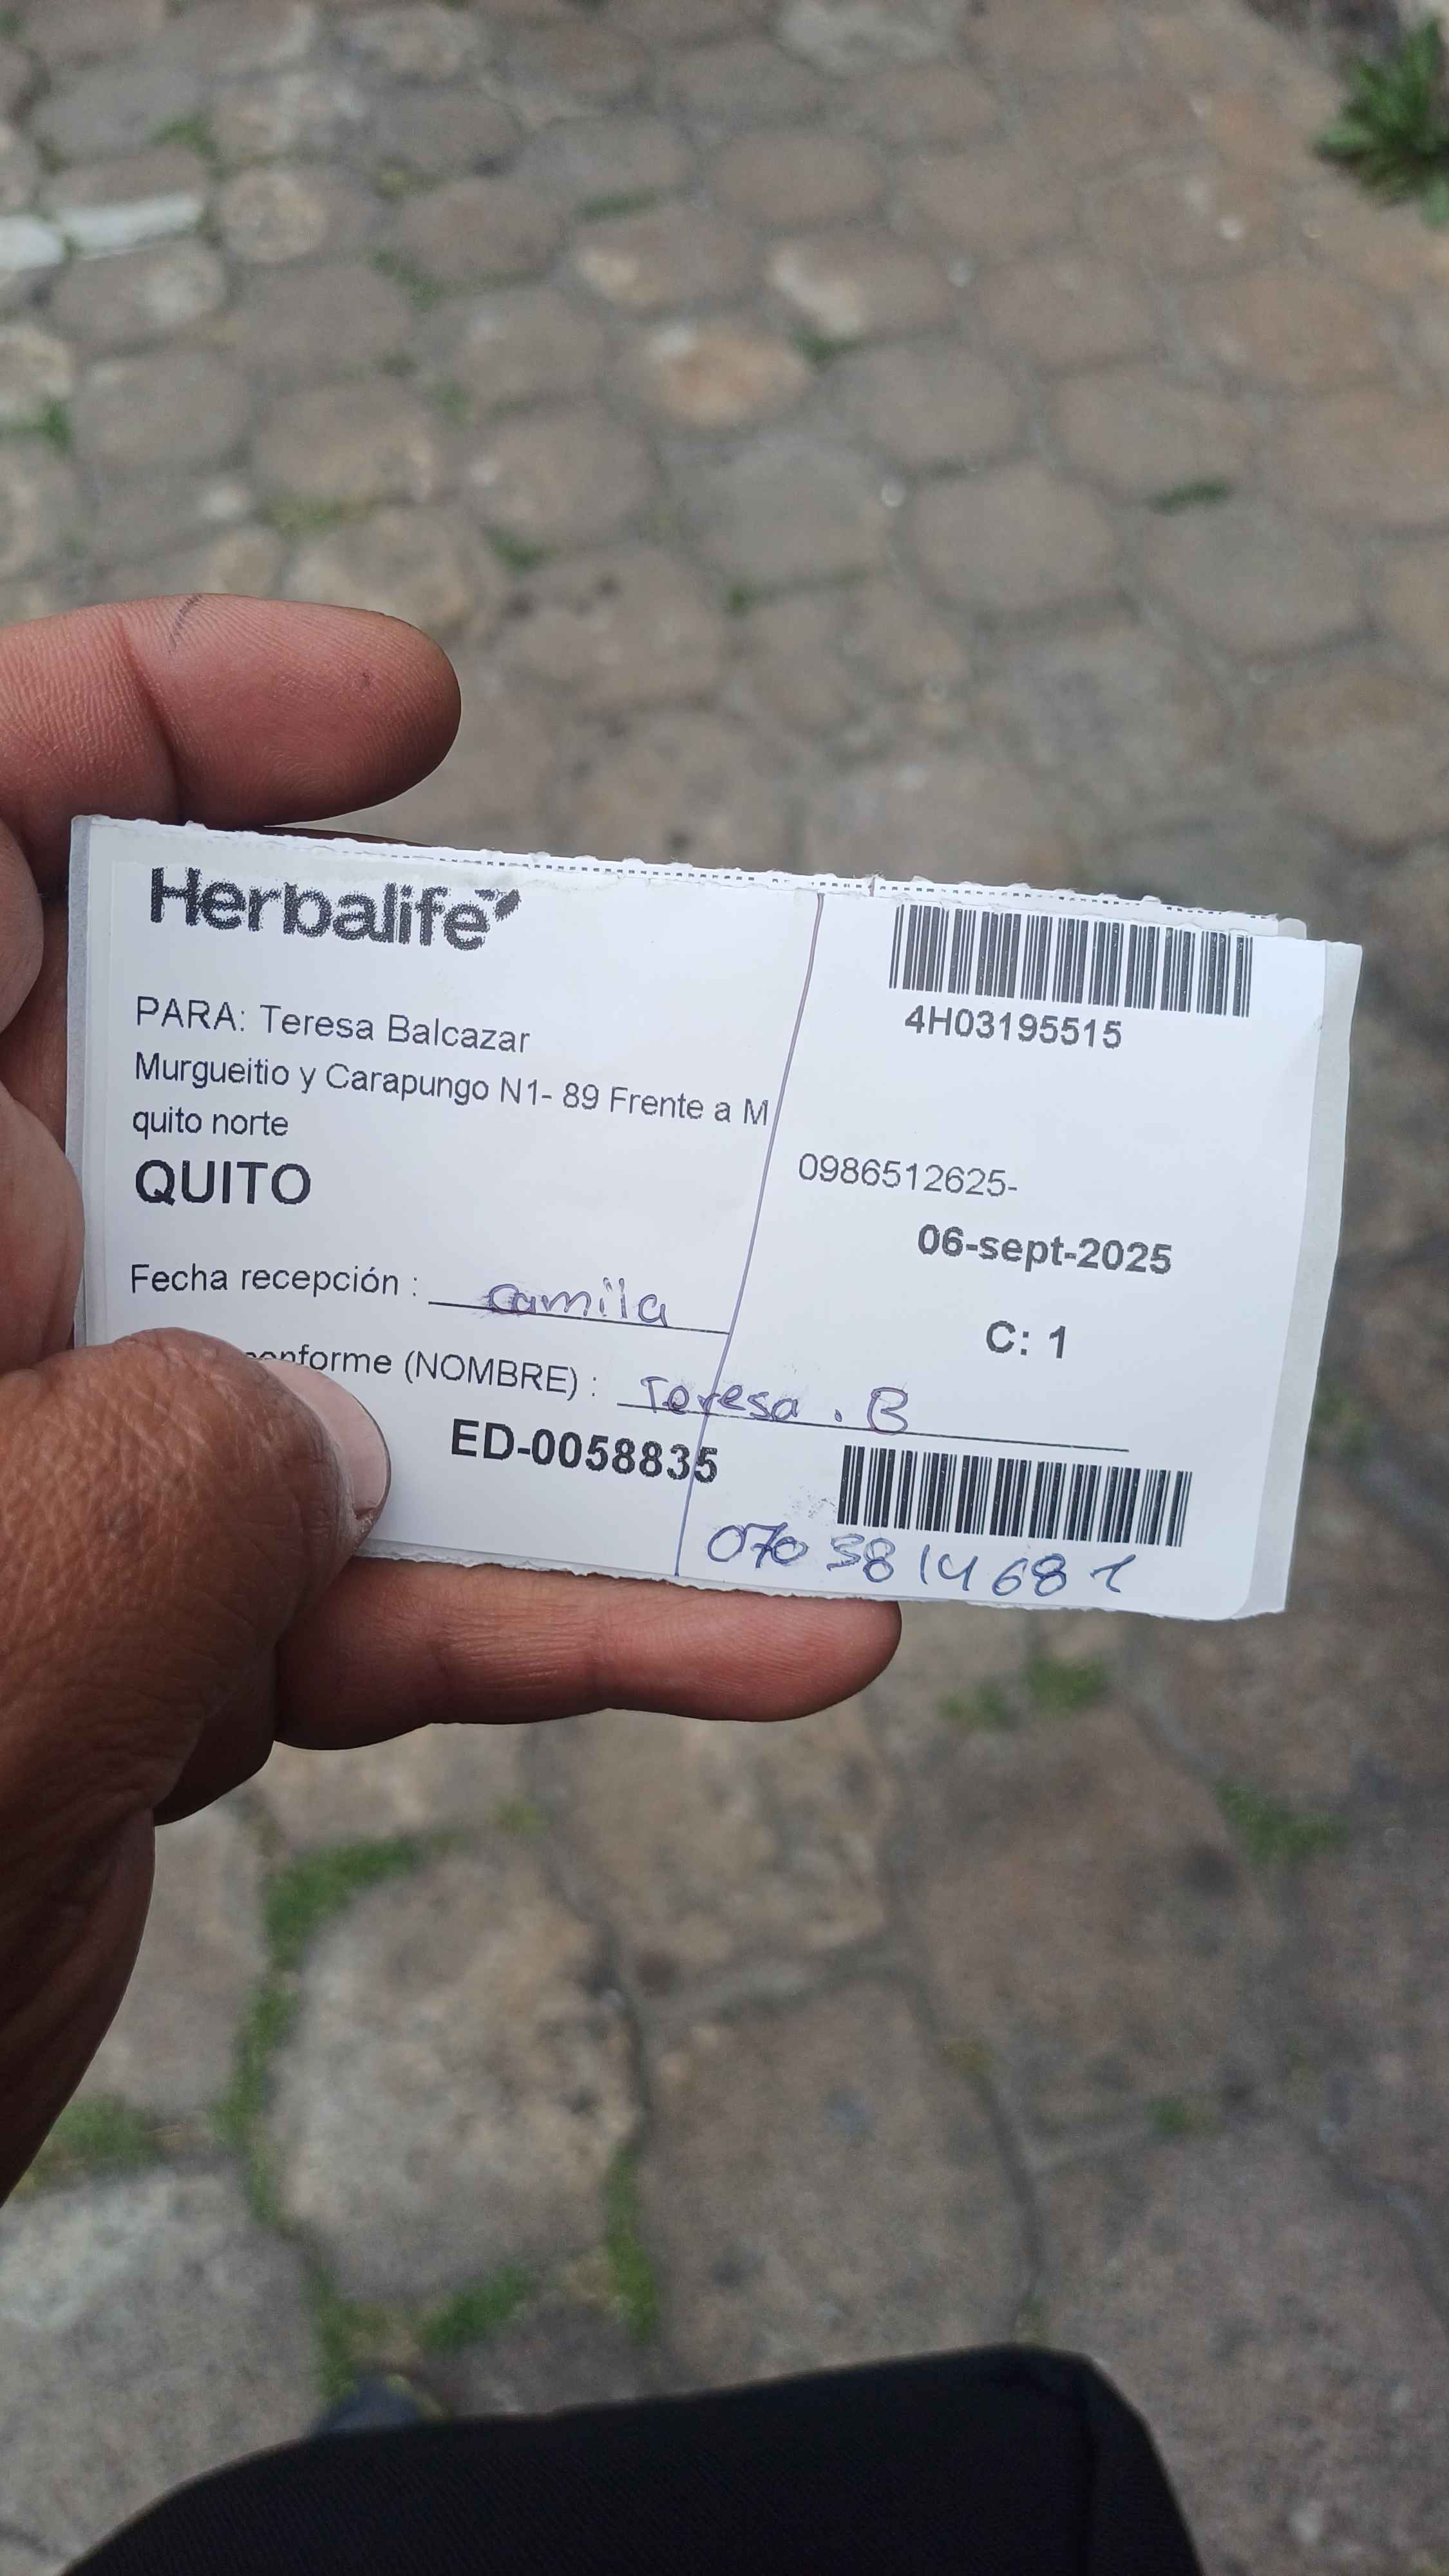 Herbalife
4H03195515
PARA: Teresa Balcazar
Murgueitio y Carapungo N1- 89 Frente a M
quito norte
QUITO
0986512625-
06-sept-2025
Fecha recepción : Camila
C: 1
conforme (NOMBRE) : Teresa . B
ED-0058835
0703814681